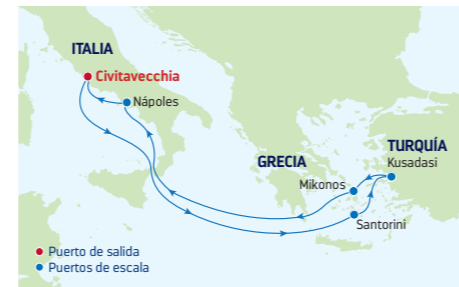 ITALIA
Civitavecchia
Nápoles
TURQUÍA
Kusadasi
GRECIA
Mikonos
Santorini
Puerto de salida
Puertos de escala